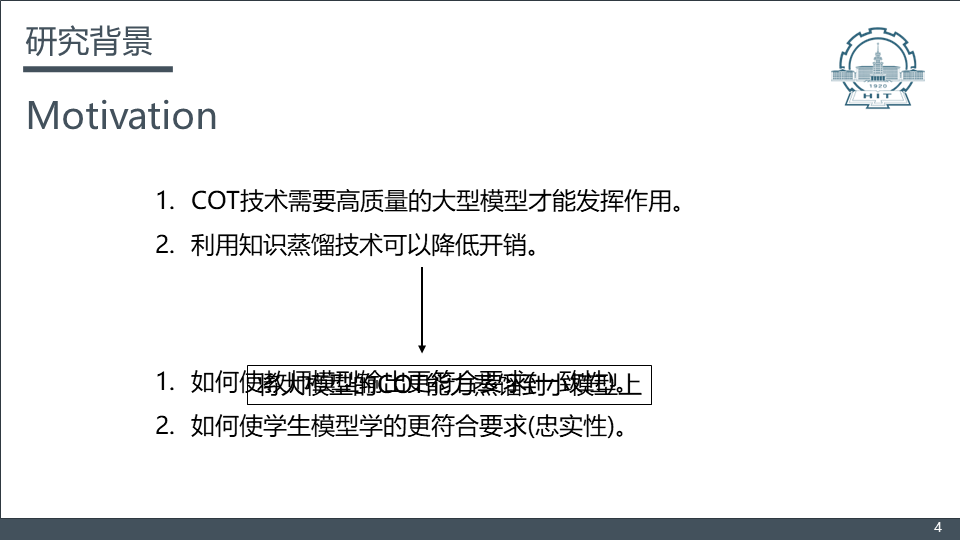 研究背景
Motivation
1. COT技术需要高质量的大型模型才能发挥作用。
2. 利用知识蒸馏技术可以降低开销。
1. 如何使教师模型输出更符合要求(一致性)。
将大模型的COT能力蒸馏到小模型上
2. 如何使学生模型学的更符合要求(忠实性)。
1920
HIT
4